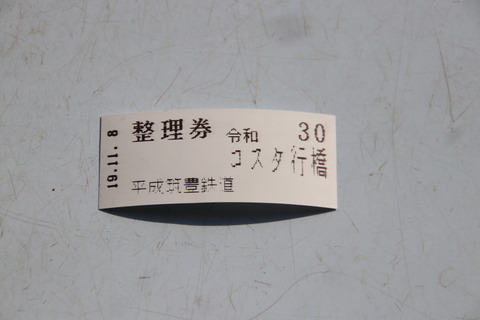 19.11.8
整理券 令和 30
コスタ行橋
平成筑豊鉄道